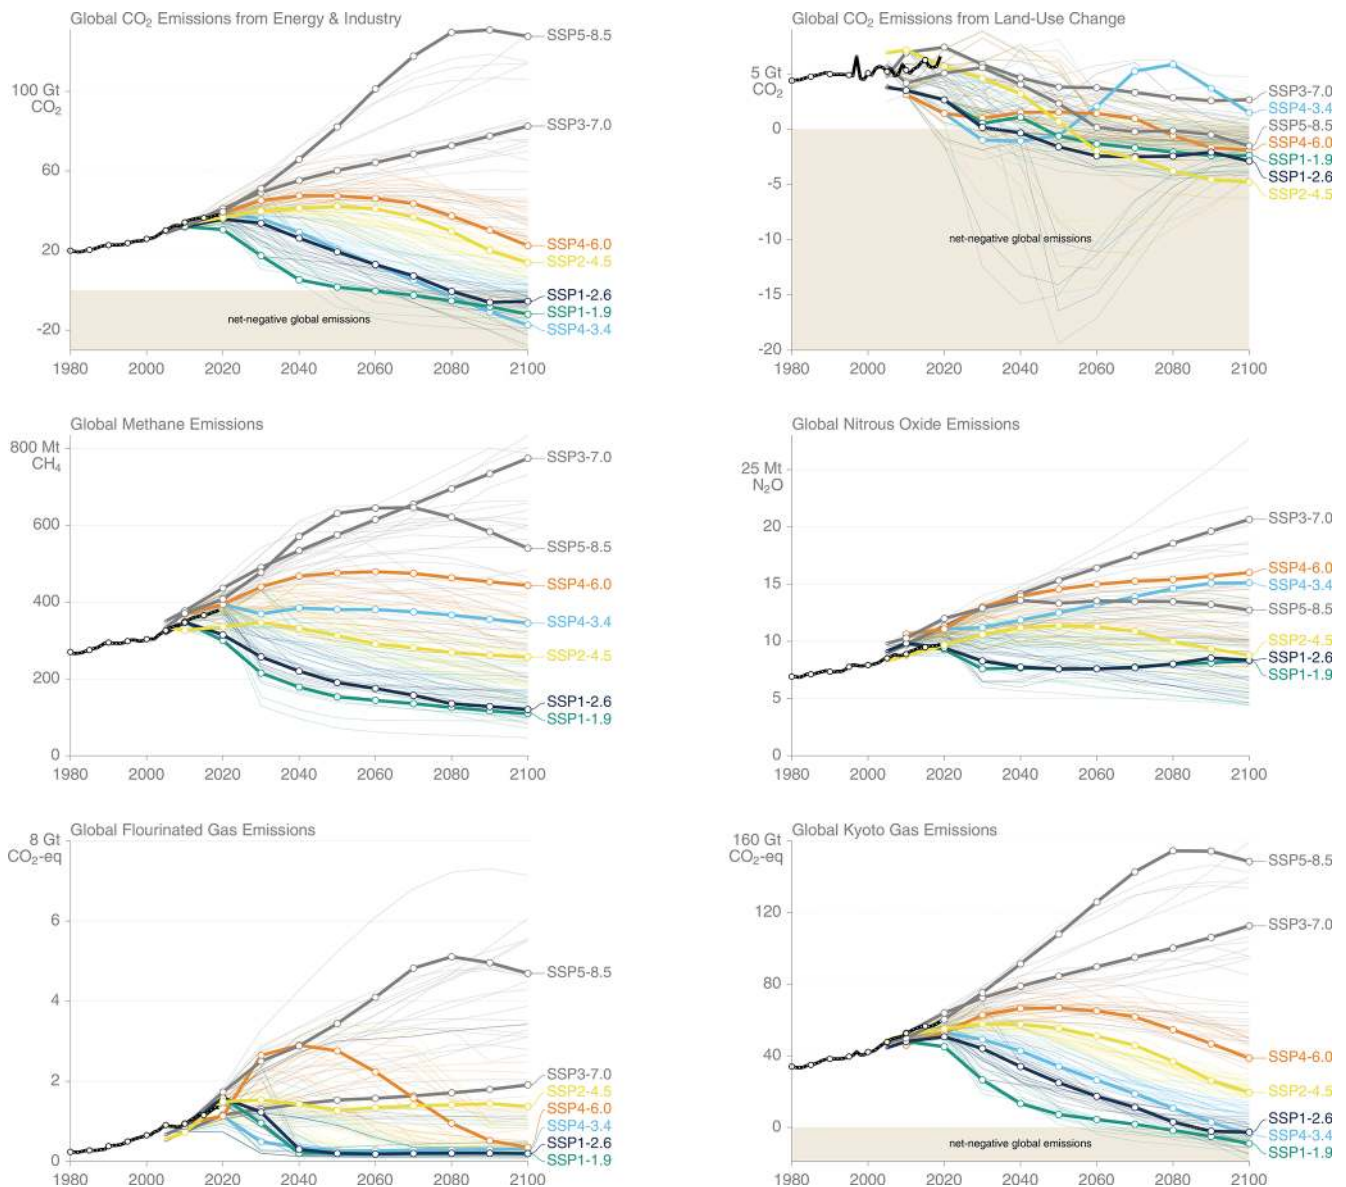 Global CO₂ Emissions from Energy & Industry
100 Gt
CO₂
60
20
-20
1980 2000 2020 2040 2060 2080 2100
net-negative global emissions
SSP5-8.5
SSP3-7.0
SSP4-6.0
SSP2-4.5
SSP1-2.6
SSP1-1.9
SSP4-3.4
Global CO₂ Emissions from Land-Use Change
5 Gt
CO₂
0
-5
-10
-15
-20
1980 2000 2020 2040 2060 2080 2100
net-negative global emissions
SSP3-7.0
SSP4-3.4
SSP5-8.5
SSP4-6.0
SSP1-1.9
SSP1-2.6
SSP2-4.5
Global Methane Emissions
800 Mt
CH₄
600
400
200
0
1980 2000 2020 2040 2060 2080 2100
SSP3-7.0
SSP5-8.5
SSP4-6.0
SSP4-3.4
SSP2-4.5
SSP1-2.6
SSP1-1.9
Global Nitrous Oxide Emissions
25 Mt
N₂O
20
15
10
5
0
1980 2000 2020 2040 2060 2080 2100
SSP3-7.0
SSP4-6.0
SSP4-3.4
SSP5-8.5
SSP2-4.5
SSP1-2.6
SSP1-1.9
Global Flourinated Gas Emissions
8 Gt
CO₂-eq
6
4
2
0
1980 2000 2020 2040 2060 2080 2100
SSP5-8.5
SSP3-7.0
SSP2-4.5
SSP4-6.0
SSP4-3.4
SSP1-2.6
SSP1-1.9
Global Kyoto Gas Emissions
160 Gt
CO₂-eq
120
80
40
0
1980 2000 2020 2040 2060 2080 2100
net-negative global emissions
SSP5-8.5
SSP3-7.0
SSP4-6.0
SSP2-4.5
SSP1-2.6
SSP4-3.4
SSP1-1.9